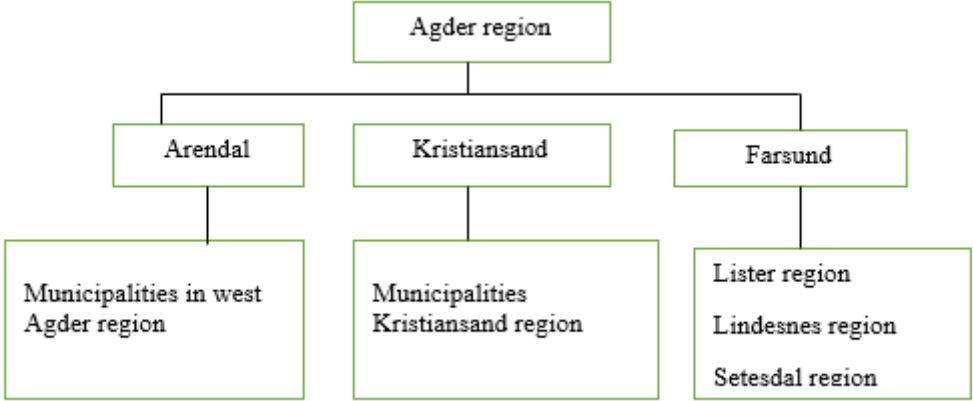 Agder region
Arendal
Kristiansand
Farsund
Municipalities in west
Agder region
Municipalities
Kristiansand region
Lister region
Lindesnes region
Setesdal region